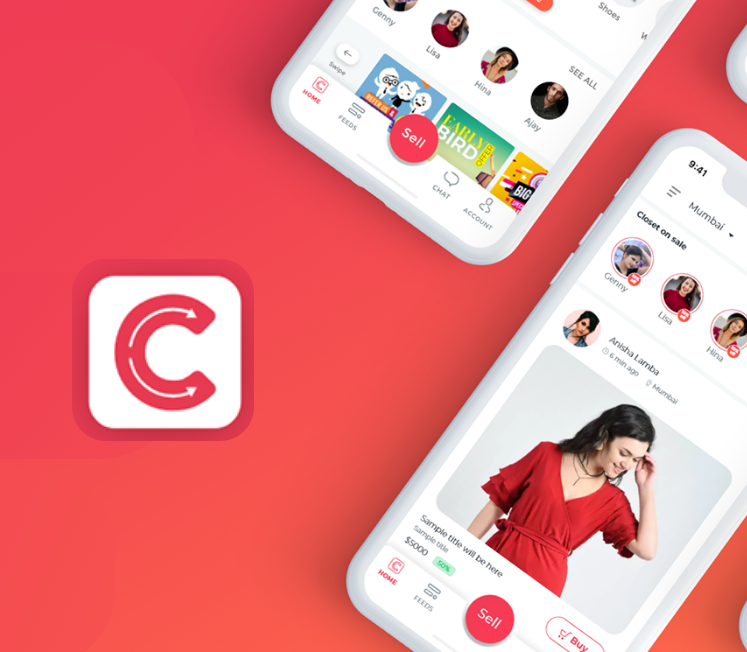 Shoes
Genny
Lisa
Hina
Ajay
SEE ALL
Swipe
REFER US &
EARLY
BIRD
OFFER
BIG
HOME
FEEDS
Sell
CHAT
ACCOUNT
9:41
Mumbai
Closet on sale
Genny
Lisa
Hina
Anisha Lamba
6 min ago Mumbai
Sample title will be here
Sample title
$5000 50%
HOME
FEEDS
Sell
Buy